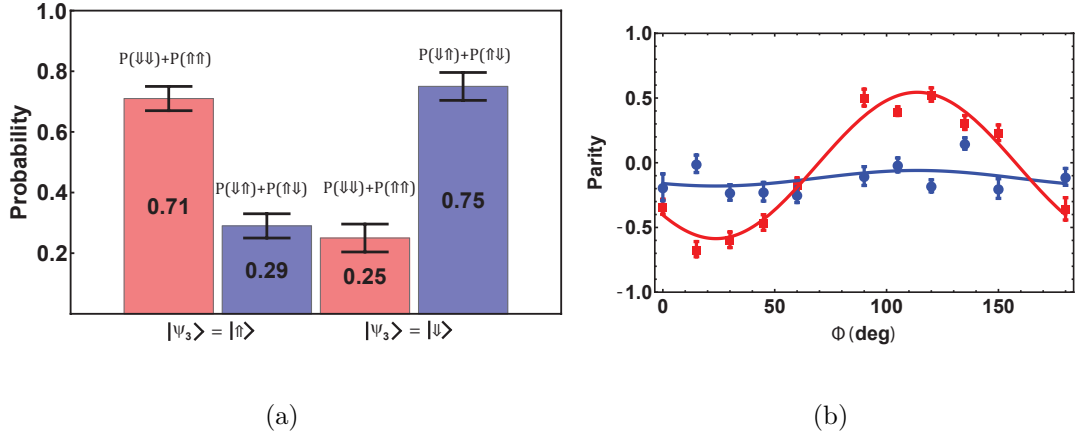 1.0
0.8
0.6
0.4
0.2
Probability
P(⇓⇓)+P(⇑⇑)
P(⇓⇑)+P(⇑⇓)
P(⇓⇓)+P(⇑⇑)
P(⇓⇑)+P(⇑⇓)
0.71
0.29
0.25
0.75
|ψ₃⟩ = |⇑⟩
|ψ₃⟩ = |⇓⟩
(a)
1.0
0.5
0.0
-0.5
-1.0
Parity
0 50 100 150
Φ(deg)
(b)